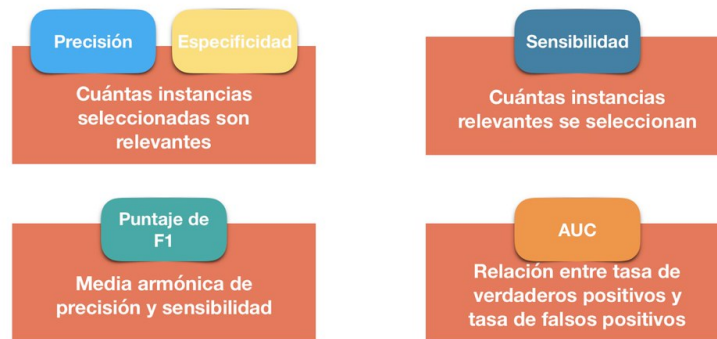 Precisión
Especificidad
Cuántas instancias
seleccionadas son
relevantes
Sensibilidad
Cuántas instancias
relevantes se seleccionan
Puntaje de
F1
Media armónica de
precisión y sensibilidad
AUC
Relación entre tasa de
verdaderos positivos y
tasa de falsos positivos